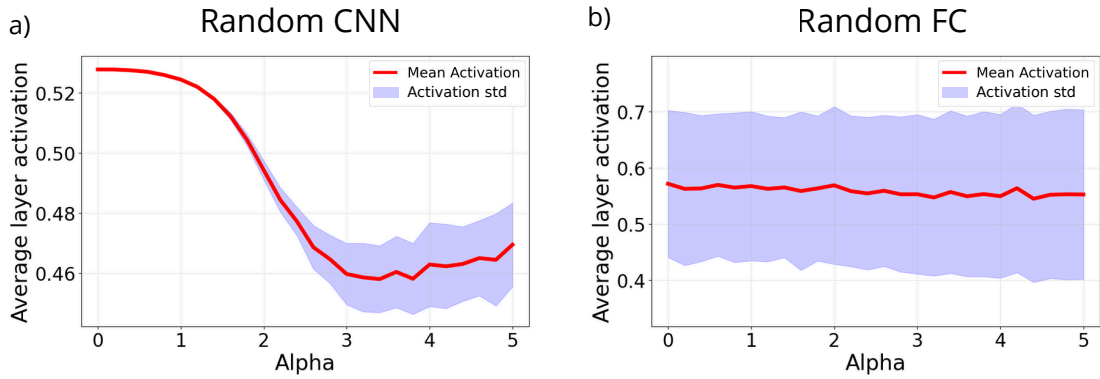 a)
Random CNN
Average layer activation
0.52
0.50
0.48
0.46
Mean Activation
Activation std
0 1 2 3 4 5
Alpha
b)
Random FC
Average layer activation
0.7
0.6
0.5
0.4
Mean Activation
Activation std
0 1 2 3 4 5
Alpha